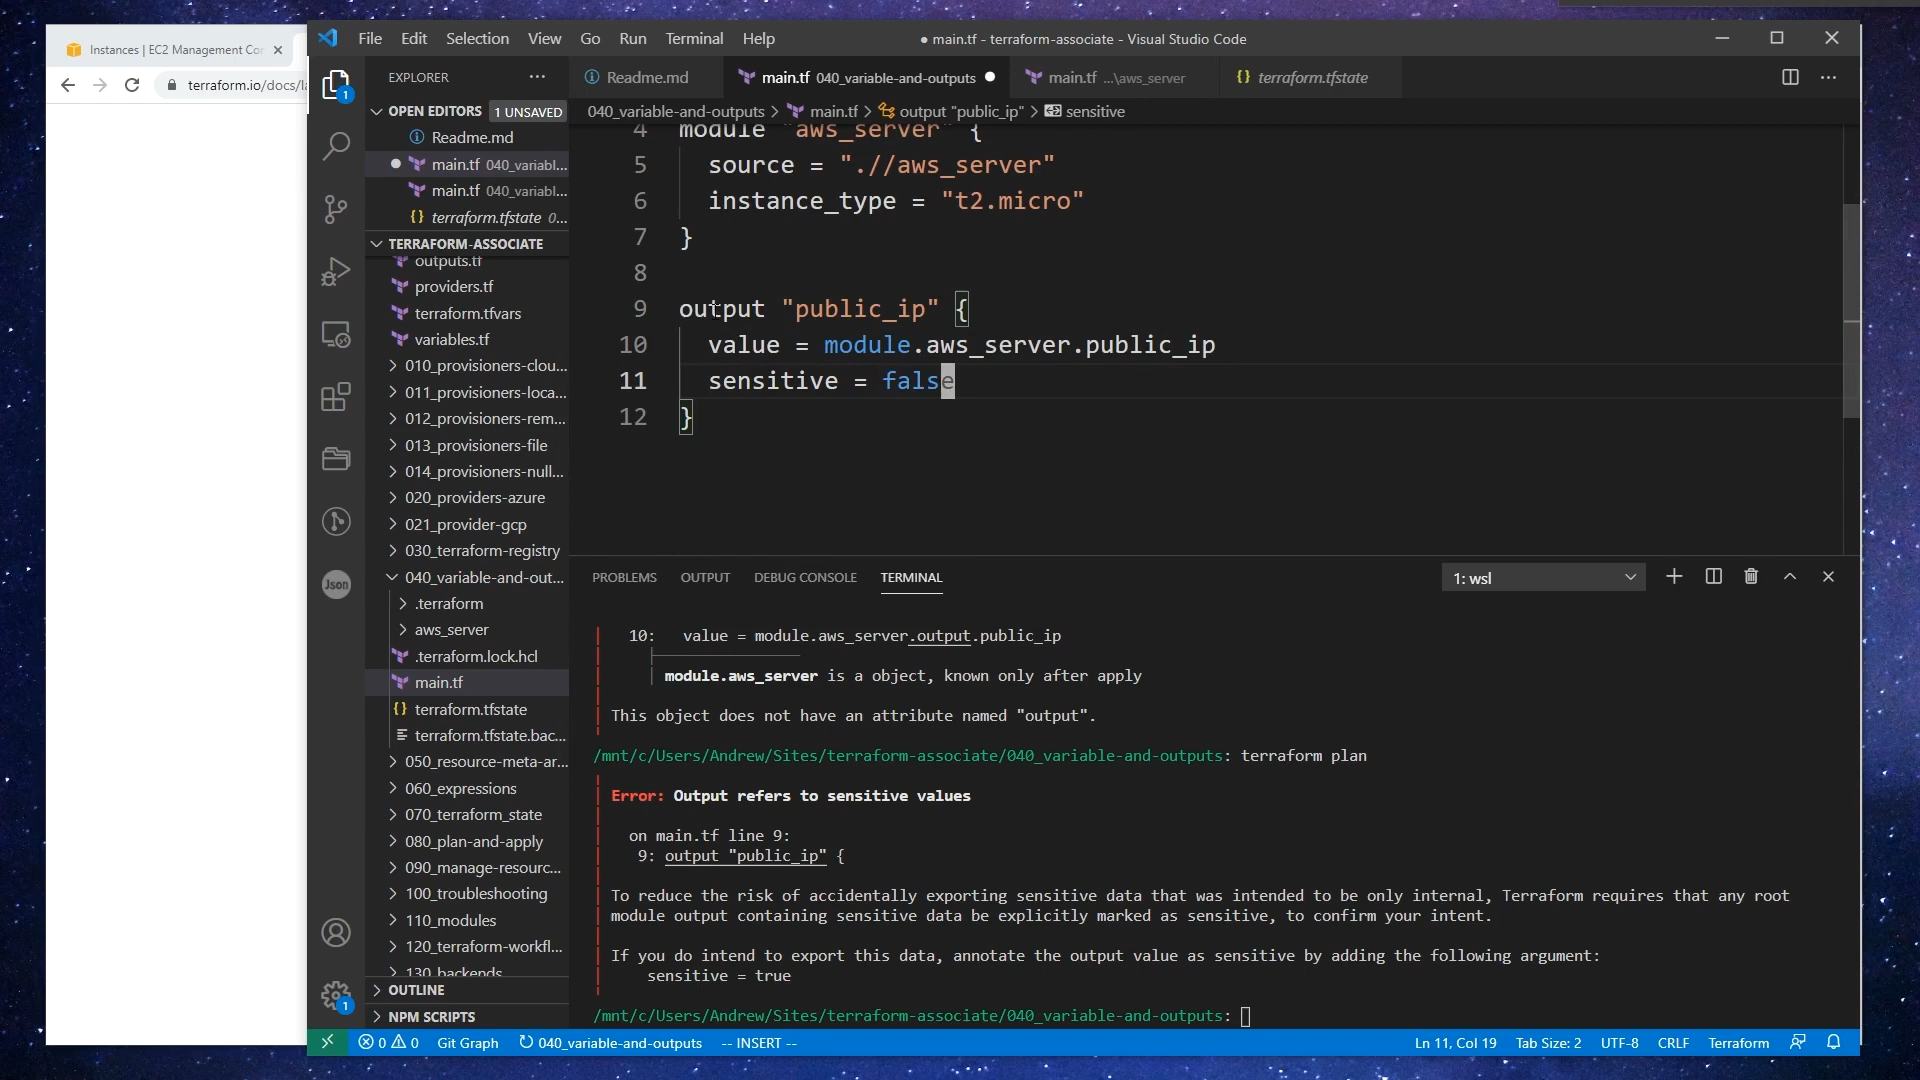 Instances | EC2 Management Con
terraform.io/docs/la
File Edit Selection View Go Run Terminal Help
● main.tf - terraform-associate - Visual Studio Code
EXPLORER
OPEN EDITORS 1 UNSAVED
Readme.md
main.tf 040_variabl...
main.tf 040_variabl...
terraform.tfstate 0...
TERRAFORM-ASSOCIATE
outputs.tf
providers.tf
terraform.tfvars
variables.tf
010_provisioners-clou...
011_provisioners-loca...
012_provisioners-rem...
013_provisioners-file
014_provisioners-null...
020_providers-azure
021_provider-gcp
030_terraform-registry
040_variable-and-out...
.terraform
aws_server
.terraform.lock.hcl
main.tf
terraform.tfstate
terraform.tfstate.bac...
050_resource-meta-ar...
060_expressions
070_terraform_state
080_plan-and-apply
090_manage-resourc...
100_troubleshooting
110_modules
120_terraform-workfl...
130_backends
OUTLINE
NPM SCRIPTS
Json
1
1
Readme.md main.tf 040_variable-and-outputs main.tf ...\aws_server terraform.tfstate
040_variable-and-outputs > main.tf > output "public_ip" > sensitive
4 module "aws_server" {
5 source = ".//aws_server"
6 instance_type = "t2.micro"
7 }
8
9 output "public_ip" {
10 value = module.aws_server.public_ip
11 sensitive = false
12 }
PROBLEMS OUTPUT DEBUG CONSOLE TERMINAL 1: wsl
10: value = module.aws_server.output.public_ip
module.aws_server is a object, known only after apply
This object does not have an attribute named "output".
/mnt/c/Users/Andrew/Sites/terraform-associate/040_variable-and-outputs: terraform plan
Error: Output refers to sensitive values
on main.tf line 9:
9: output "public_ip" {
To reduce the risk of accidentally exporting sensitive data that was intended to be only internal, Terraform requires that any root
module output containing sensitive data be explicitly marked as sensitive, to confirm your intent.
If you do intend to export this data, annotate the output value as sensitive by adding the following argument:
sensitive = true
/mnt/c/Users/Andrew/Sites/terraform-associate/040_variable-and-outputs:
0 0 Git Graph 040_variable-and-outputs -- INSERT -- Ln 11, Col 19 Tab Size: 2 UTF-8 CRLF Terraform